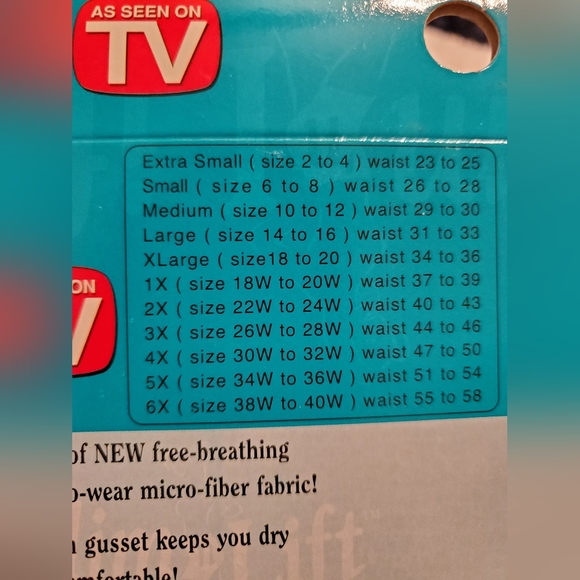 AS SEEN ON
TV
Extra Small ( size 2 to 4 ) waist 23 to 25
Small ( size 6 to 8 ) waist 26 to 28
Medium ( size 10 to 12 ) waist 29 to 30
Large ( size 14 to 16 ) waist 31 to 33
XLarge ( size18 to 20 ) waist 34 to 36
1X ( size 18W to 20W ) waist 37 to 39
2X ( size 22W to 24W ) waist 40 to 43
3X ( size 26W to 28W ) waist 44 to 46
4X ( size 30W to 32W ) waist 47 to 50
5X ( size 34W to 36W ) waist 51 to 54
6X ( size 38W to 40W ) waist 55 to 58
ON
V
of NEW free-breathing
-wear micro-fiber fabric!
gusset keeps you dry